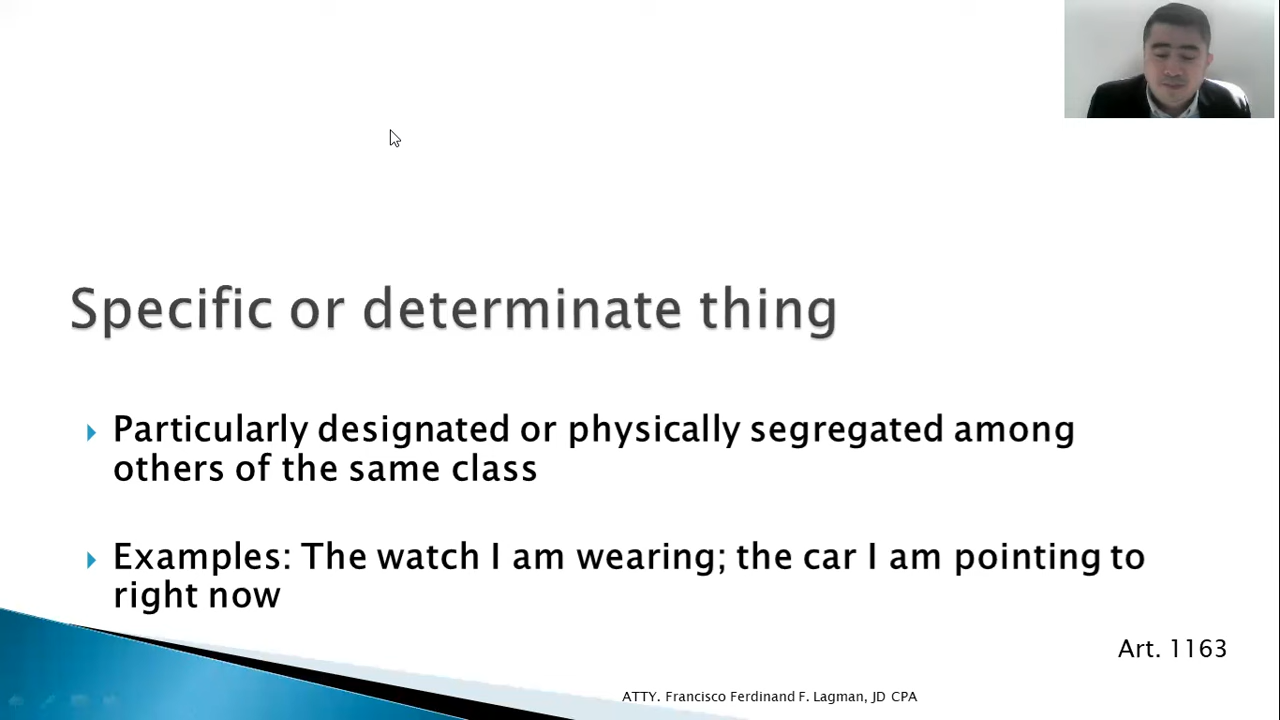 Specific or determinate thing
Particularly designated or physically segregated among
others of the same class
Examples: The watch I am wearing; the car I am pointing to
right now
Art. 1163
ATTY. Francisco Ferdinand F. Lagman, JD CPA